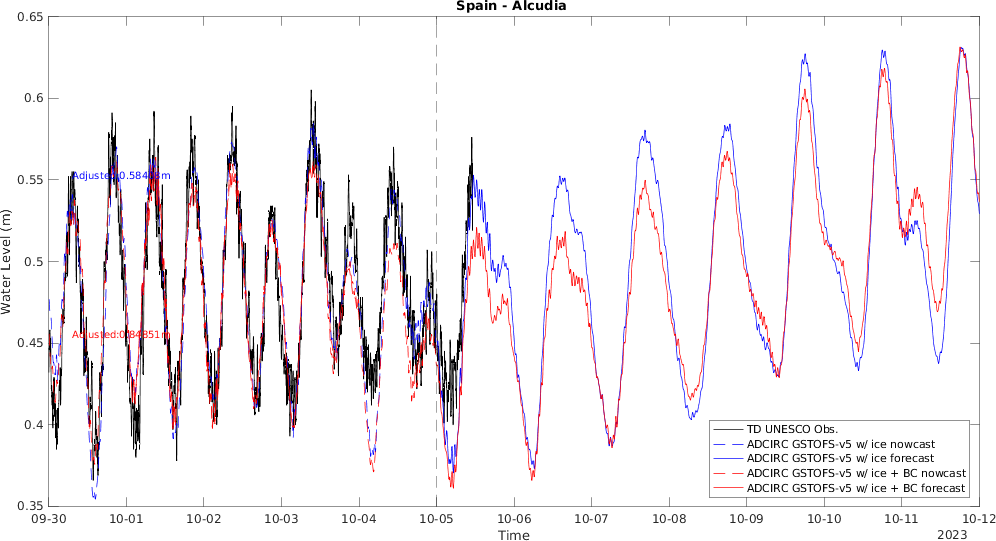 Spain - Alcudia
0.65
0.6
0.55
0.5
0.45
0.4
0.35
Water Level (m)
Adjusted:0.58478m
Adjusted:0.84351m
TD UNESCO Obs.
ADCIRC GSTOFS-v5 w/ ice nowcast
ADCIRC GSTOFS-v5 w/ ice forecast
ADCIRC GSTOFS-v5 w/ ice + BC nowcast
ADCIRC GSTOFS-v5 w/ ice + BC forecast
09-30 10-01 10-02 10-03 10-04 10-05 10-06 10-07 10-08 10-09 10-10 10-11 10-12
Time
2023